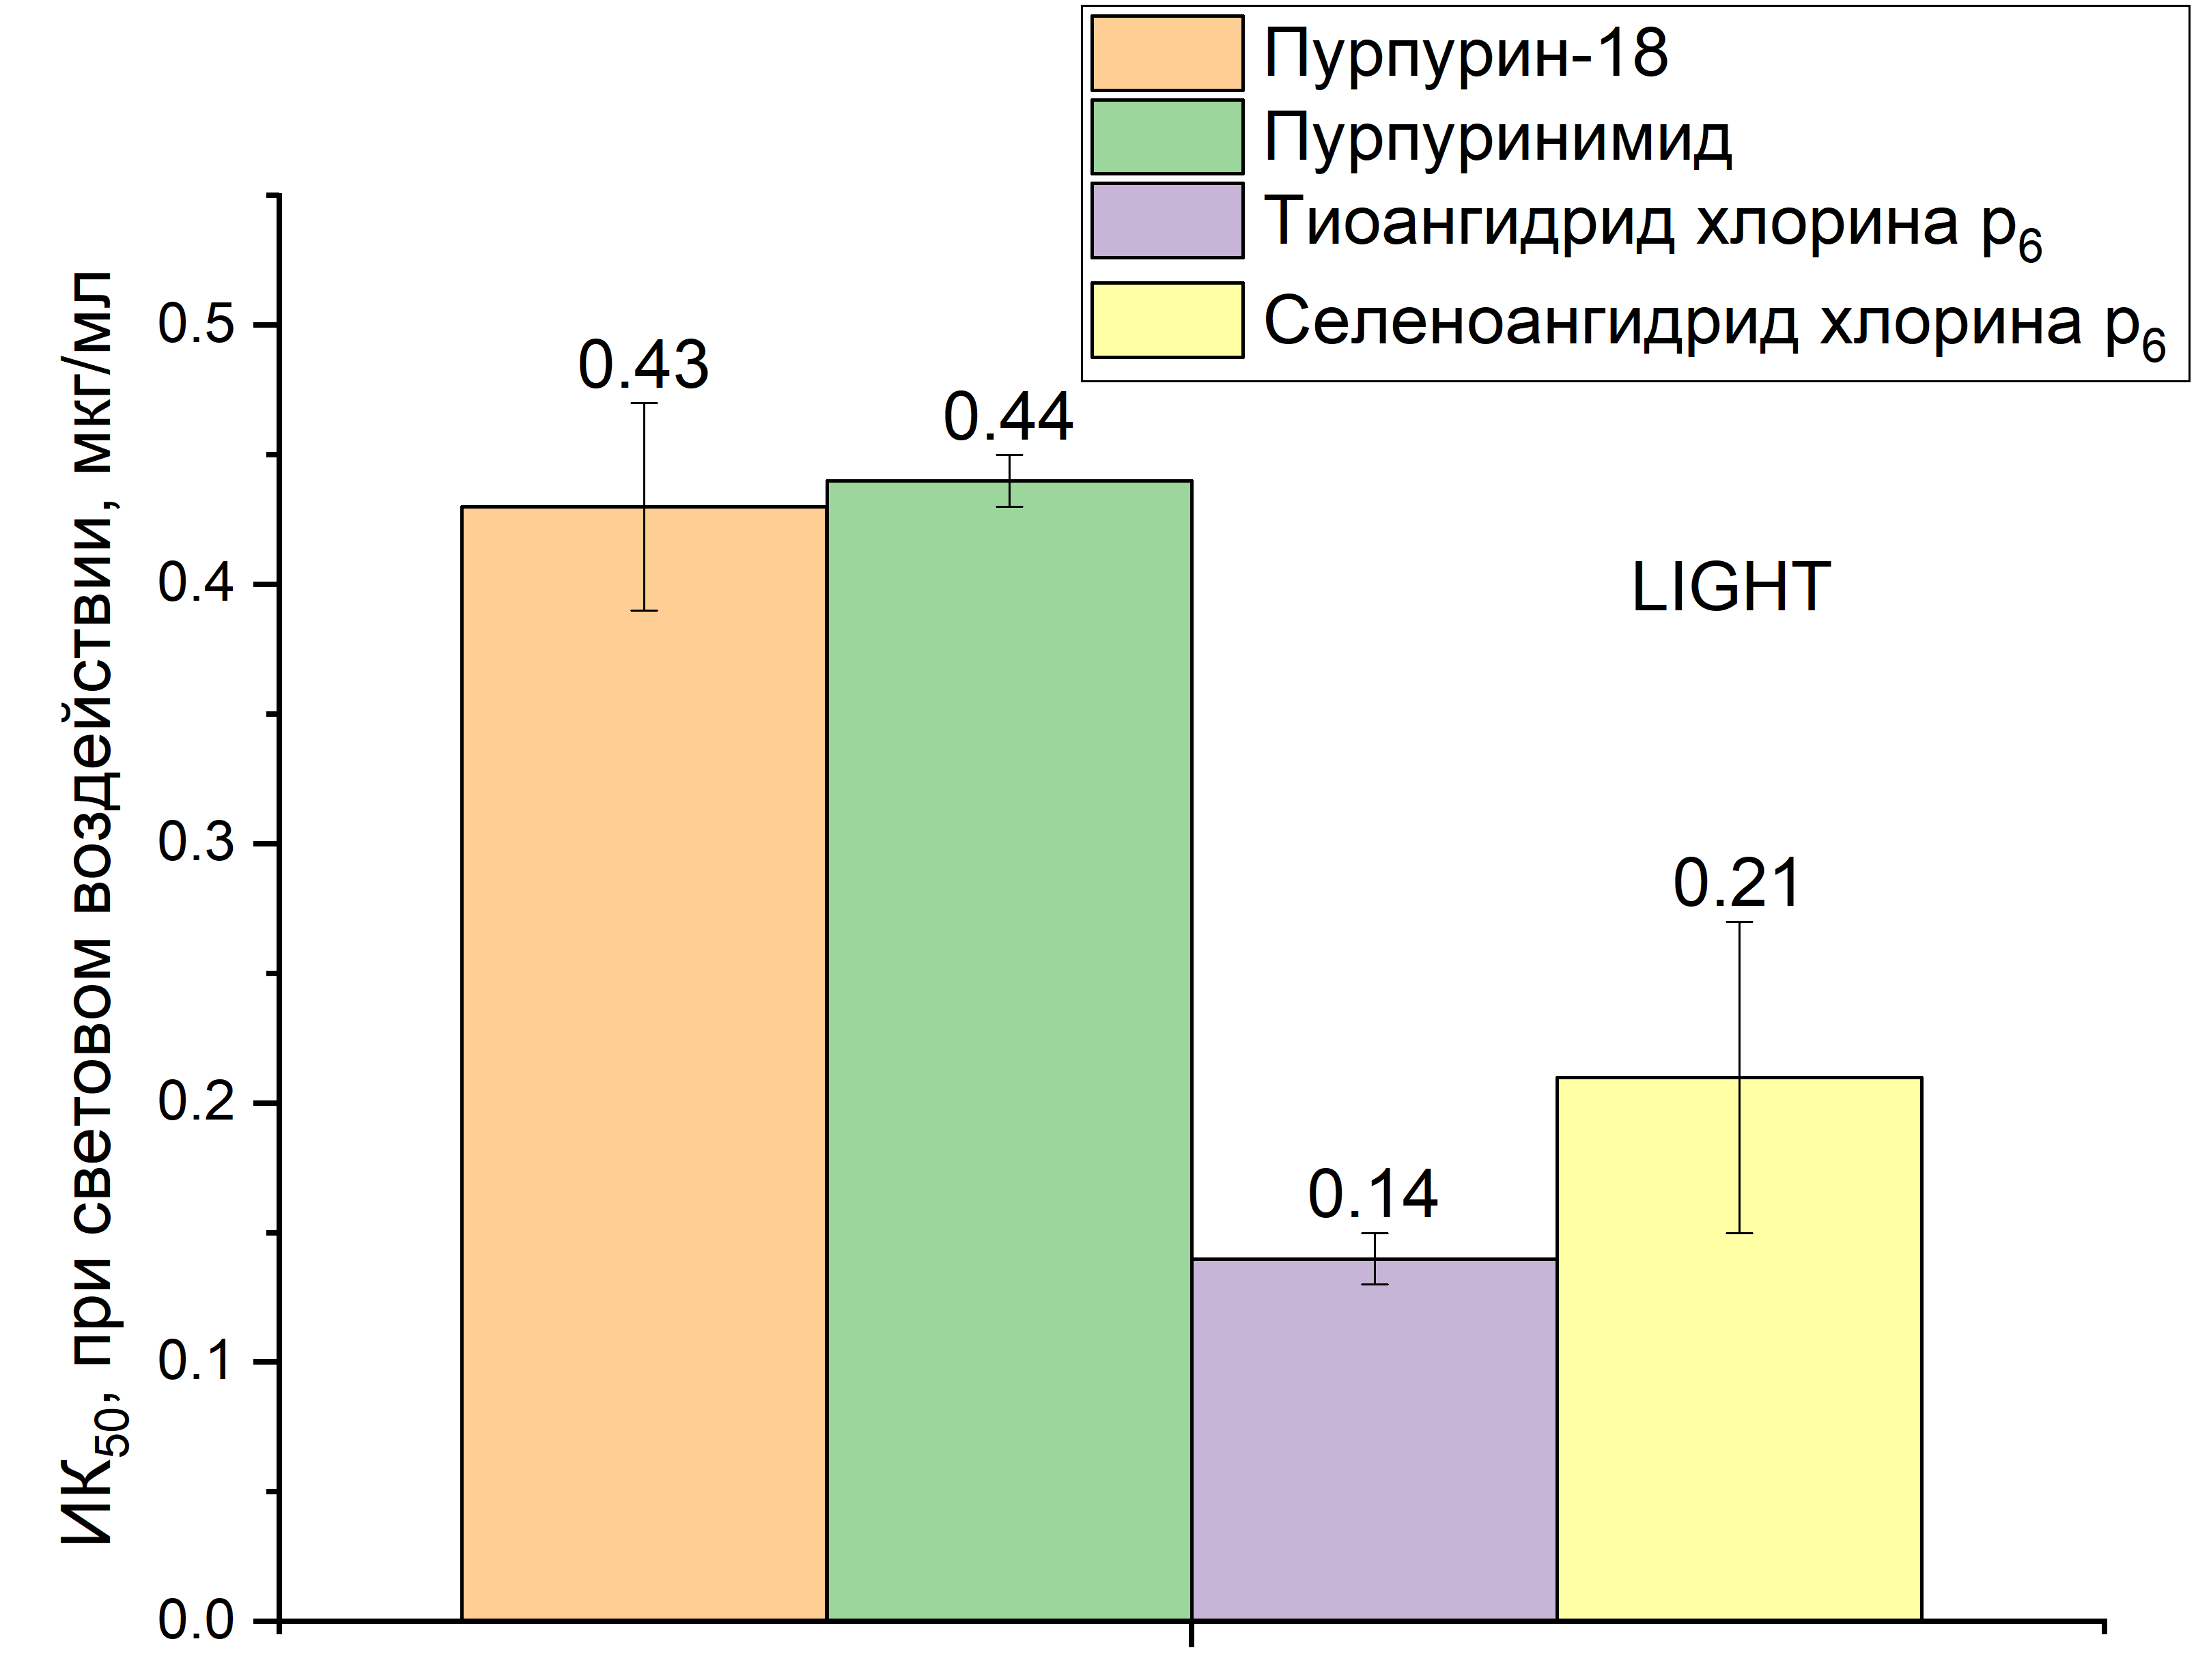 Пурпурин-18
Пурпуринимид
Тиоангидрид хлорина p₆
Селеноангидрид хлорина p₆
ИК₅₀, при световом воздействии, мкг/мл
0.5
0.4
0.3
0.2
0.1
0.0
0.43
0.44
LIGHT
0.21
0.14